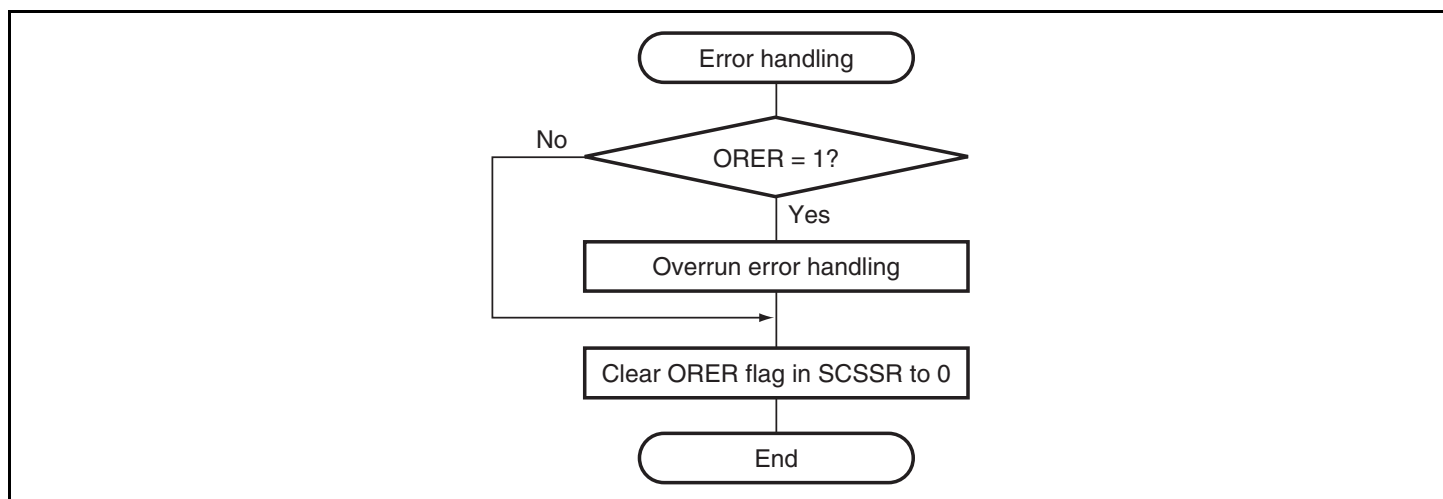 Error handling
No
ORER = 1?
Yes
Overrun error handling
Clear ORER flag in SCSSR to 0
End